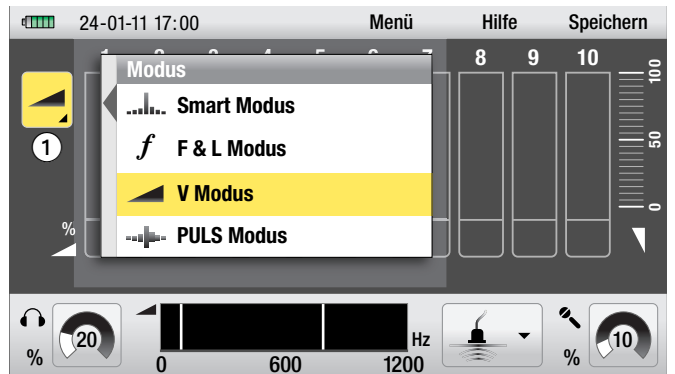 24-01-11 17:00 Menü Hilfe Speichern
8 9 10
Modus
Smart Modus
f F & L Modus
V Modus
PULS Modus
1
100
50
0
%
20
%
Hz
0 600 1200
10
%